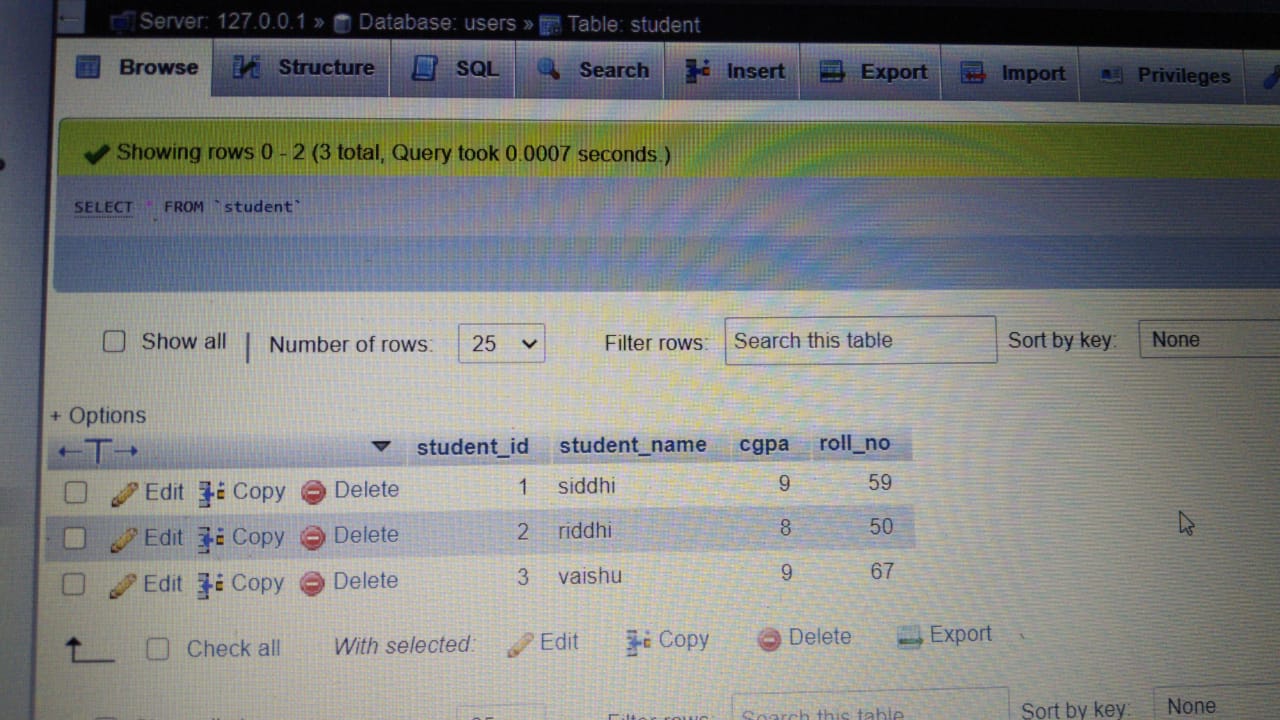 Server: 127.0.0.1 » Database: users » Table: student
Browse Structure SQL Search Insert Export Import Privileges
Showing rows 0 - 2 (3 total, Query took 0.0007 seconds.)
SELECT * FROM `student`
Show all | Number of rows: 25 Filter rows: Search this table Sort by key: None
+ Options
←T→ student_id student_name cgpa roll_no
Edit Copy Delete 1 siddhi 9 59
Edit Copy Delete 2 riddhi 8 50
Edit Copy Delete 3 vaishu 9 67
Check all With selected: Edit Copy Delete Export
Filter rows: Search this table Sort by key: None